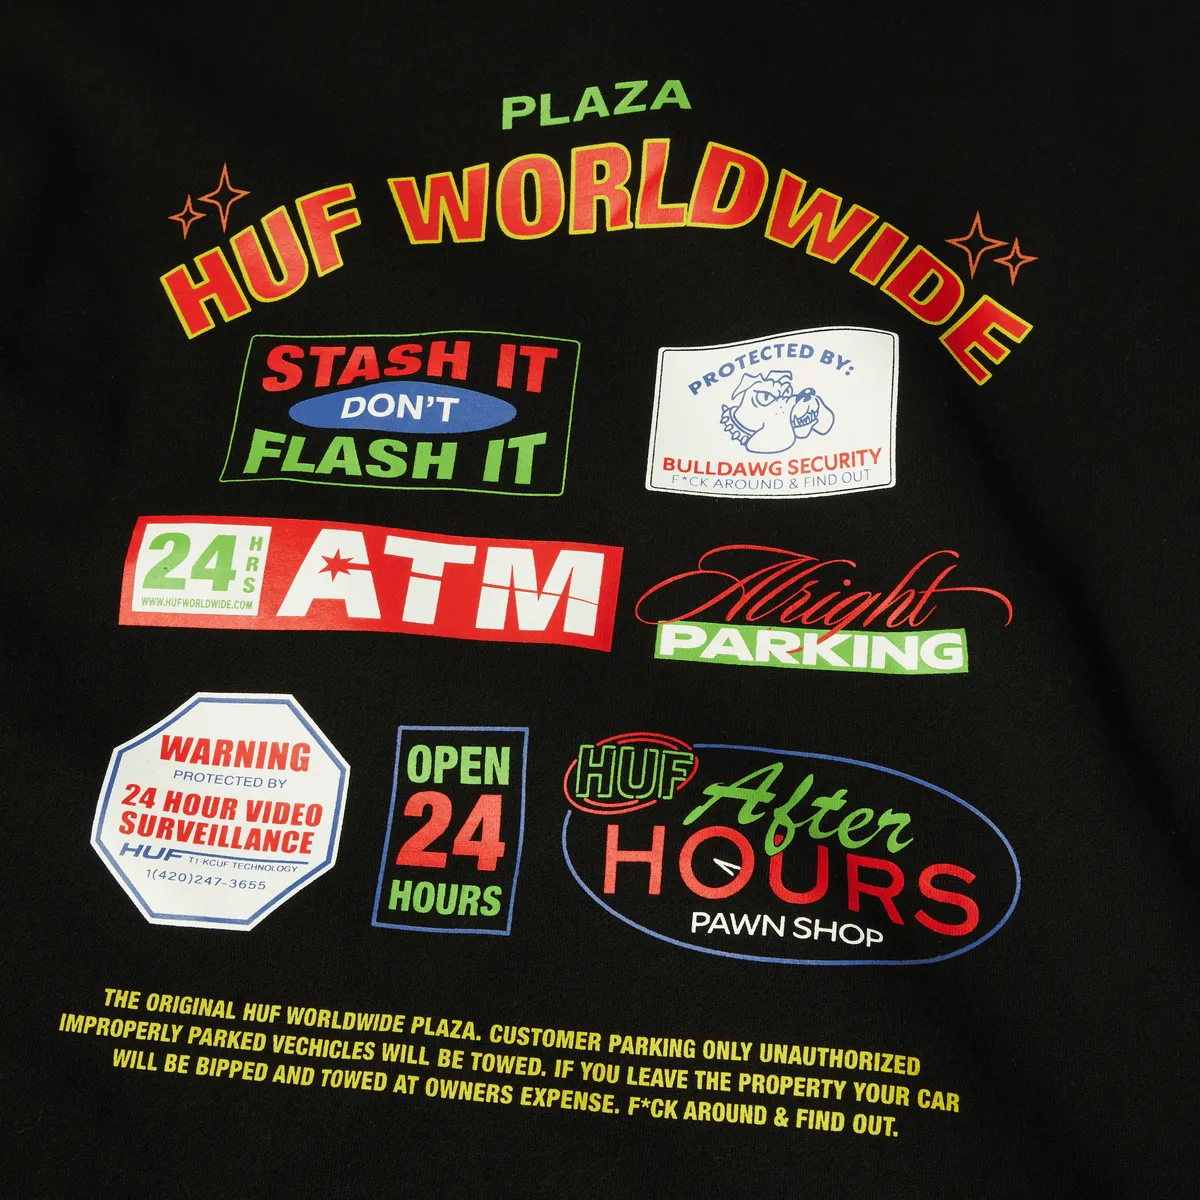 PLAZA
HUF WORLDWIDE
STASH IT
DON'T
FLASH IT
PROTECTED BY:
BULLDAWG SECURITY
F*CK AROUND & FIND OUT
24 HRS
WWW.HUFWORLDWIDE.COM
ATM
Alright
PARKING
WARNING
PROTECTED BY
24 HOUR VIDEO
SURVEILLANCE
HUF T1-KCUF TECHNOLOGY
1(420)247-3655
OPEN
24
HOURS
HUF
After
HOURS
PAWN SHOP
THE ORIGINAL HUF WORLDWIDE PLAZA. CUSTOMER PARKING ONLY UNAUTHORIZED
IMPROPERLY PARKED VECHICLES WILL BE TOWED. IF YOU LEAVE THE PROPERTY YOUR CAR
WILL BE BIPPED AND TOWED AT OWNERS EXPENSE. F*CK AROUND & FIND OUT.